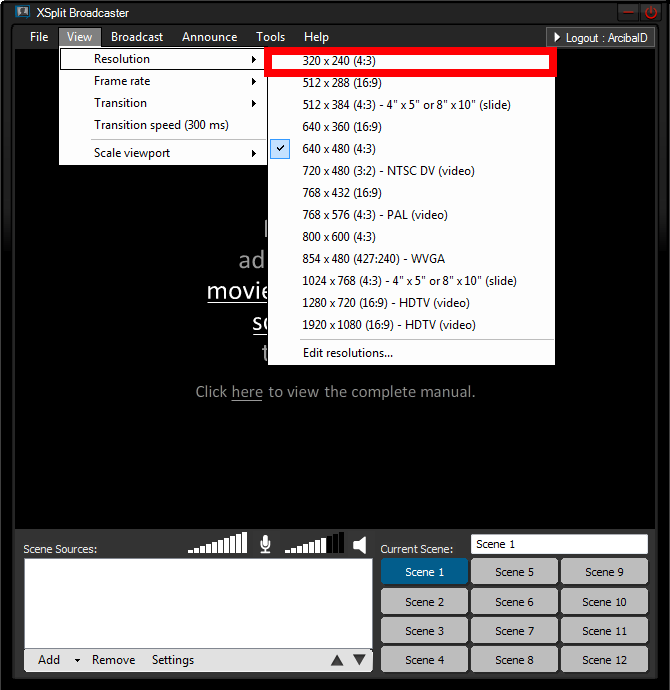 XSplit Broadcaster
File View Broadcast Announce Tools Help Logout : ArcibalD
Resolution
Frame rate
Transition
Transition speed (300 ms)
Scale viewport
320 x 240 (4:3)
512 x 288 (16:9)
512 x 384 (4:3) - 4" x 5" or 8" x 10" (slide)
640 x 360 (16:9)
640 x 480 (4:3)
720 x 480 (3:2) - NTSC DV (video)
768 x 432 (16:9)
768 x 576 (4:3) - PAL (video)
800 x 600 (4:3)
854 x 480 (427:240) - WVGA
1024 x 768 (4:3) - 4" x 5" or 8" x 10" (slide)
1280 x 720 (16:9) - HDTV (video)
1920 x 1080 (16:9) - HDTV (video)
Edit resolutions...
ad
movie
Click here to view the complete manual.
Scene Sources:
Current Scene: Scene 1
Scene 1 Scene 5 Scene 9
Scene 2 Scene 6 Scene 10
Scene 3 Scene 7 Scene 11
Scene 4 Scene 8 Scene 12
Add Remove Settings